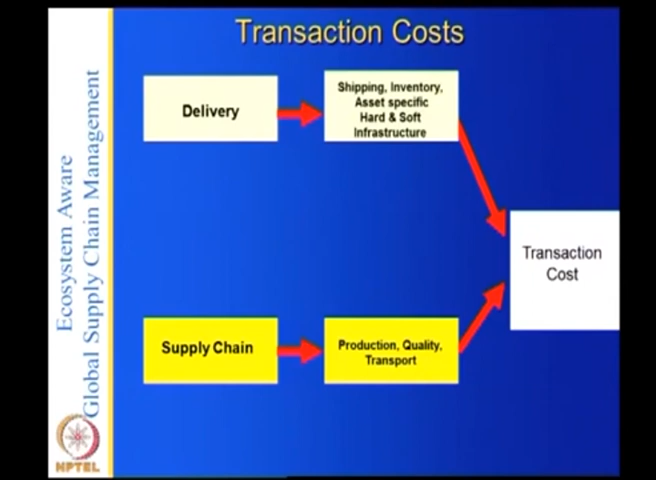 Transaction Costs
Ecosystem Aware
Global Supply Chain Management
Delivery
Shipping, Inventory,
Asset specific
Hard & Soft
Infrastructure
Transaction
Cost
Supply Chain
Production, Quality,
Transport
NPTEL